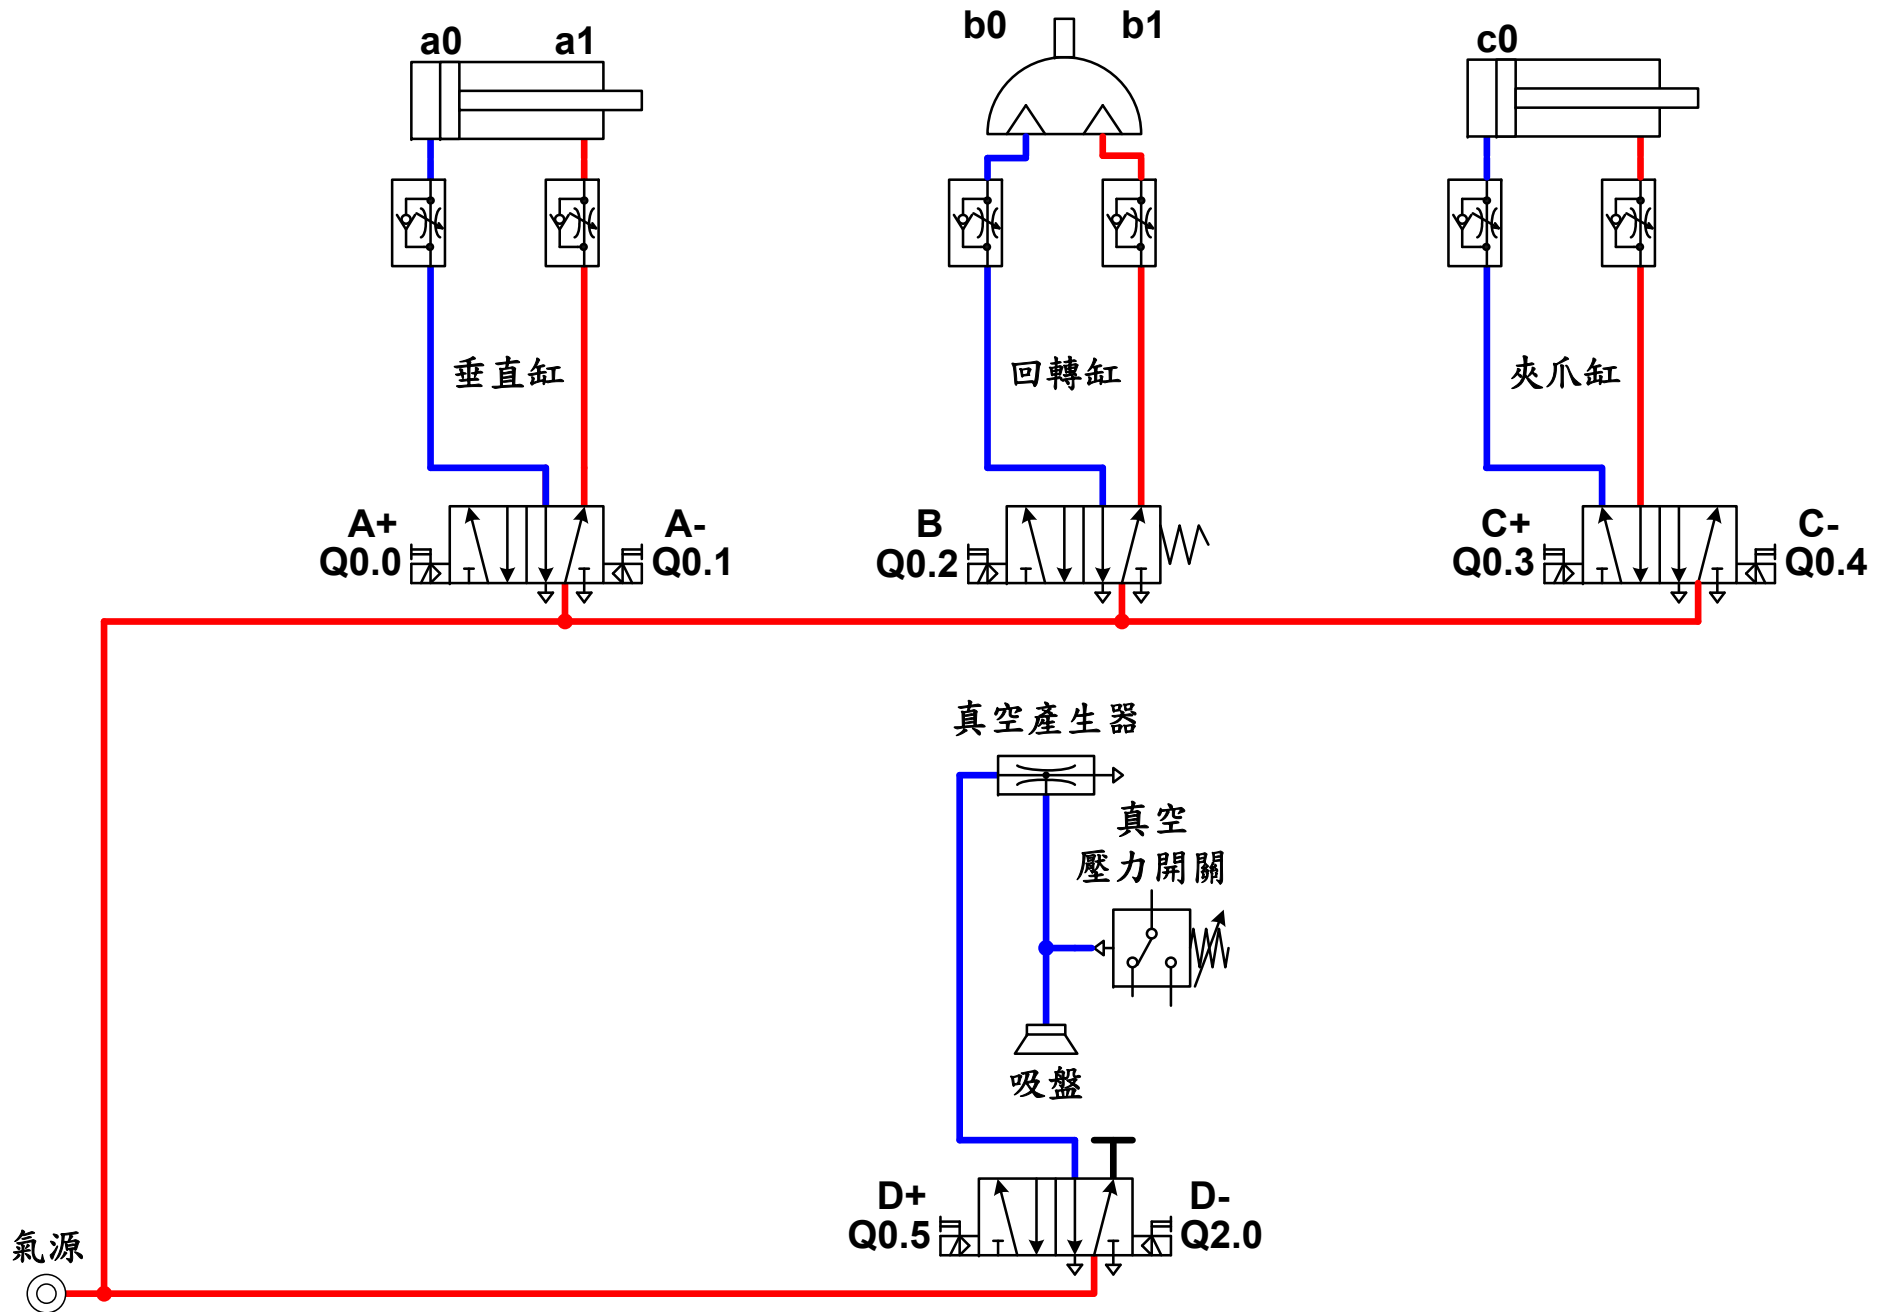 a0 a1
b0 b1
c0
垂直缸
回轉缸
夾爪缸
A+
Q0.0
A-
Q0.1
B
Q0.2
C+
Q0.3
C-
Q0.4
真空產生器
真空
壓力開關
吸盤
D+
Q0.5
D-
Q2.0
氣源